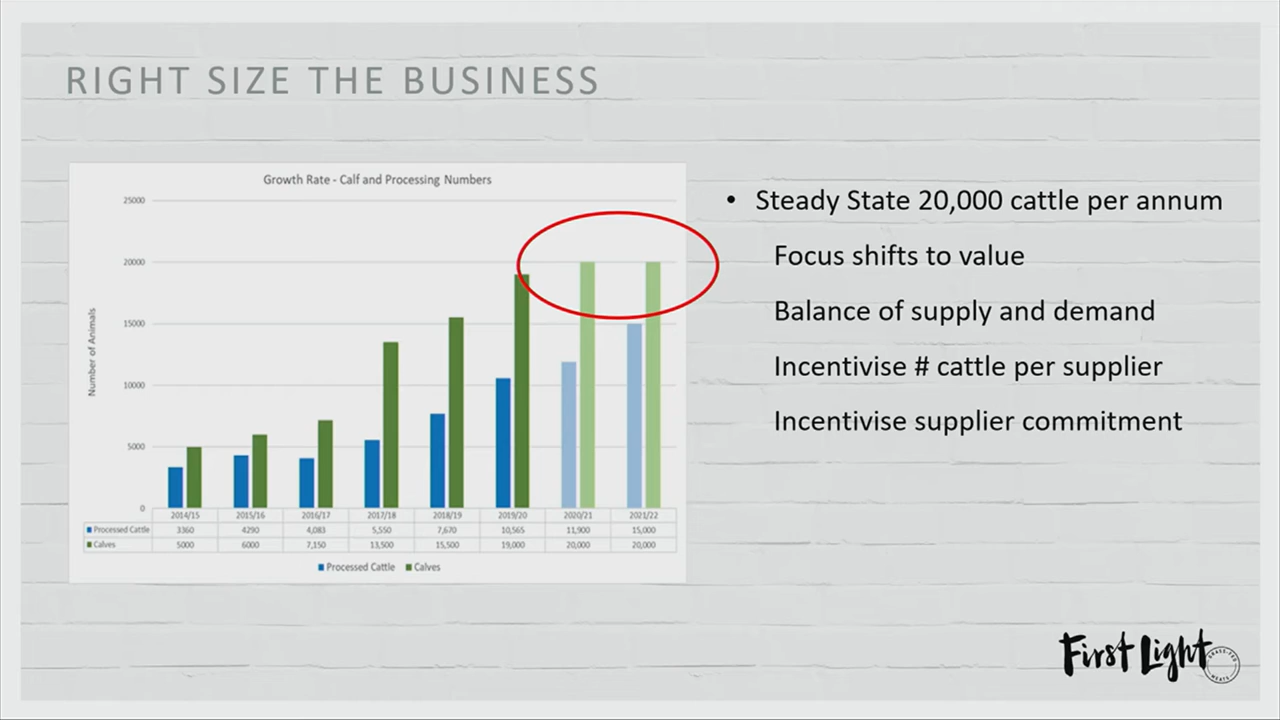 RIGHT SIZE THE BUSINESS
Growth Rate - Calf and Processing Numbers
25000
20000
15000
10000
5000
0
Number of Animals
2014/15 2015/16 2016/17 2017/18 2018/19 2019/20 2020/21 2021/22
Processed Cattle 3360 4290 4,083 5,550 7,670 10,565 11,900 15,000
Calves 5000 6000 7,150 13,500 15,500 19,000 20,000 20,000
Processed Cattle Calves
• Steady State 20,000 cattle per annum
Focus shifts to value
Balance of supply and demand
Incentivise # cattle per supplier
Incentivise supplier commitment
First Light
GRASS-FED
MEATS